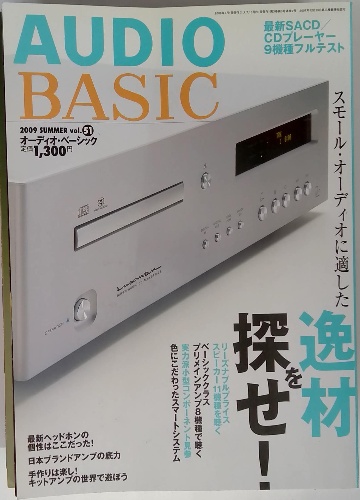 AUDIO
BASIC
最新SACD/
CDプレーヤー
9機種フルテスト
2009 SUMMER vol.51
オーディオ・ベーシック
定価1,300円
スモール・オーディオに適した
逸材
を
探せ!
リーズナブルプライス
スピーカー11機種を聴く
ベーシッククラス
プリメインアンプ8機種で聴く
実力派小型コンポーネント見参
色にこだわったスマートシステム
最新ヘッドホンの
個性はここだった!
日本ブランドアンプの底力
手作りは楽し!
キットアンプの世界で遊ぼう